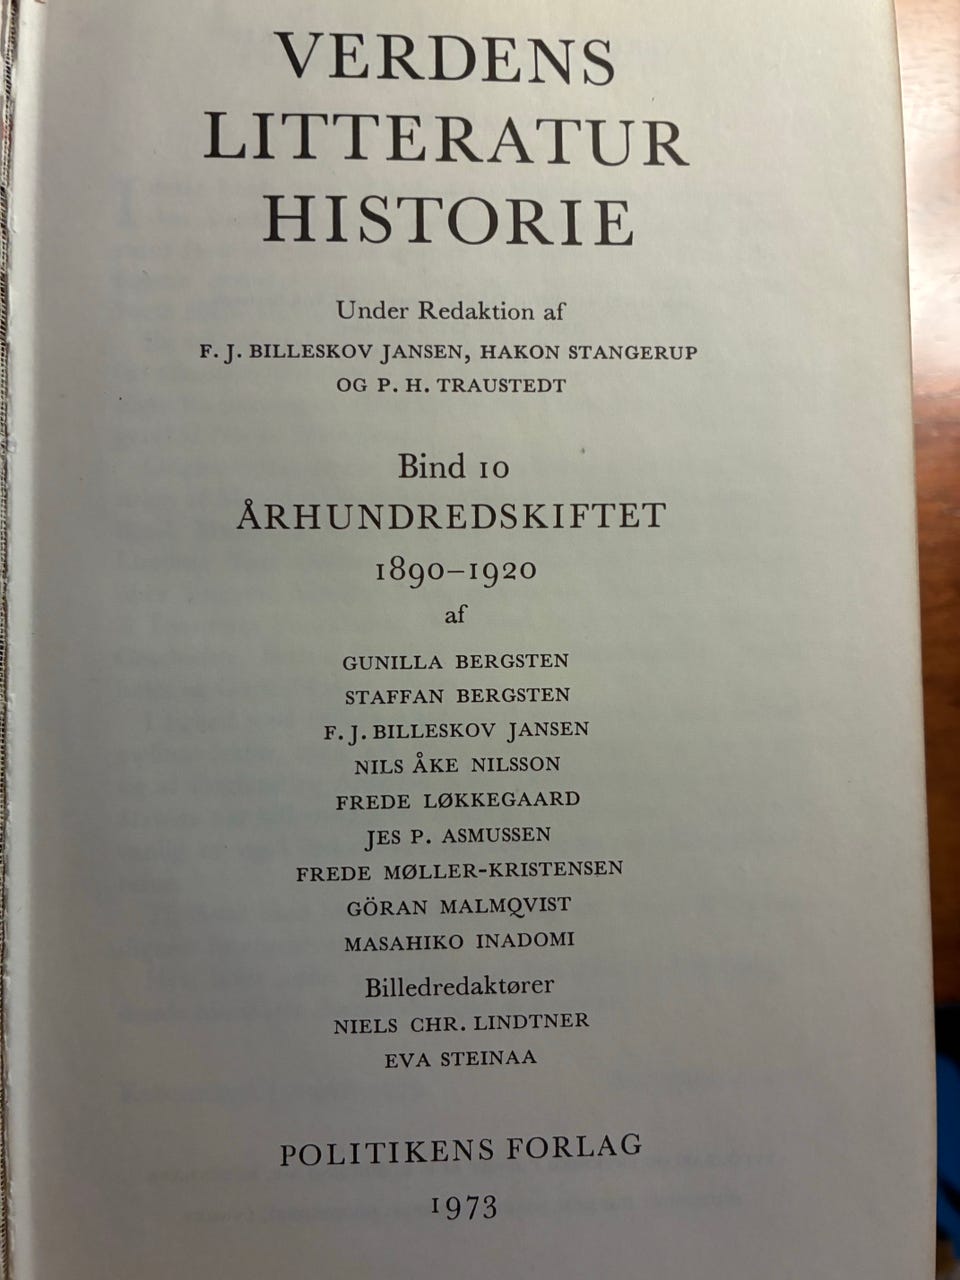 VERDENS
LITTERATUR
HISTORIE
Under Redaktion af
F. J. BILLESKOV JANSEN, HAKON STANGERUP
OG P. H. TRAUSTEDT
Bind 10
ÅRHUNDREDSKIFTET
1890–1920
af
GUNILLA BERGSTEN
STAFFAN BERGSTEN
F. J. BILLESKOV JANSEN
NILS ÅKE NILSSON
FREDE LØKKEGAARD
JES P. ASMUSSEN
FREDE MØLLER-KRISTENSEN
GÖRAN MALMQVIST
MASAHIKO INADOMI
Billedredaktører
NIELS CHR. LINDTNER
EVA STEINAA
POLITIKENS FORLAG
1973